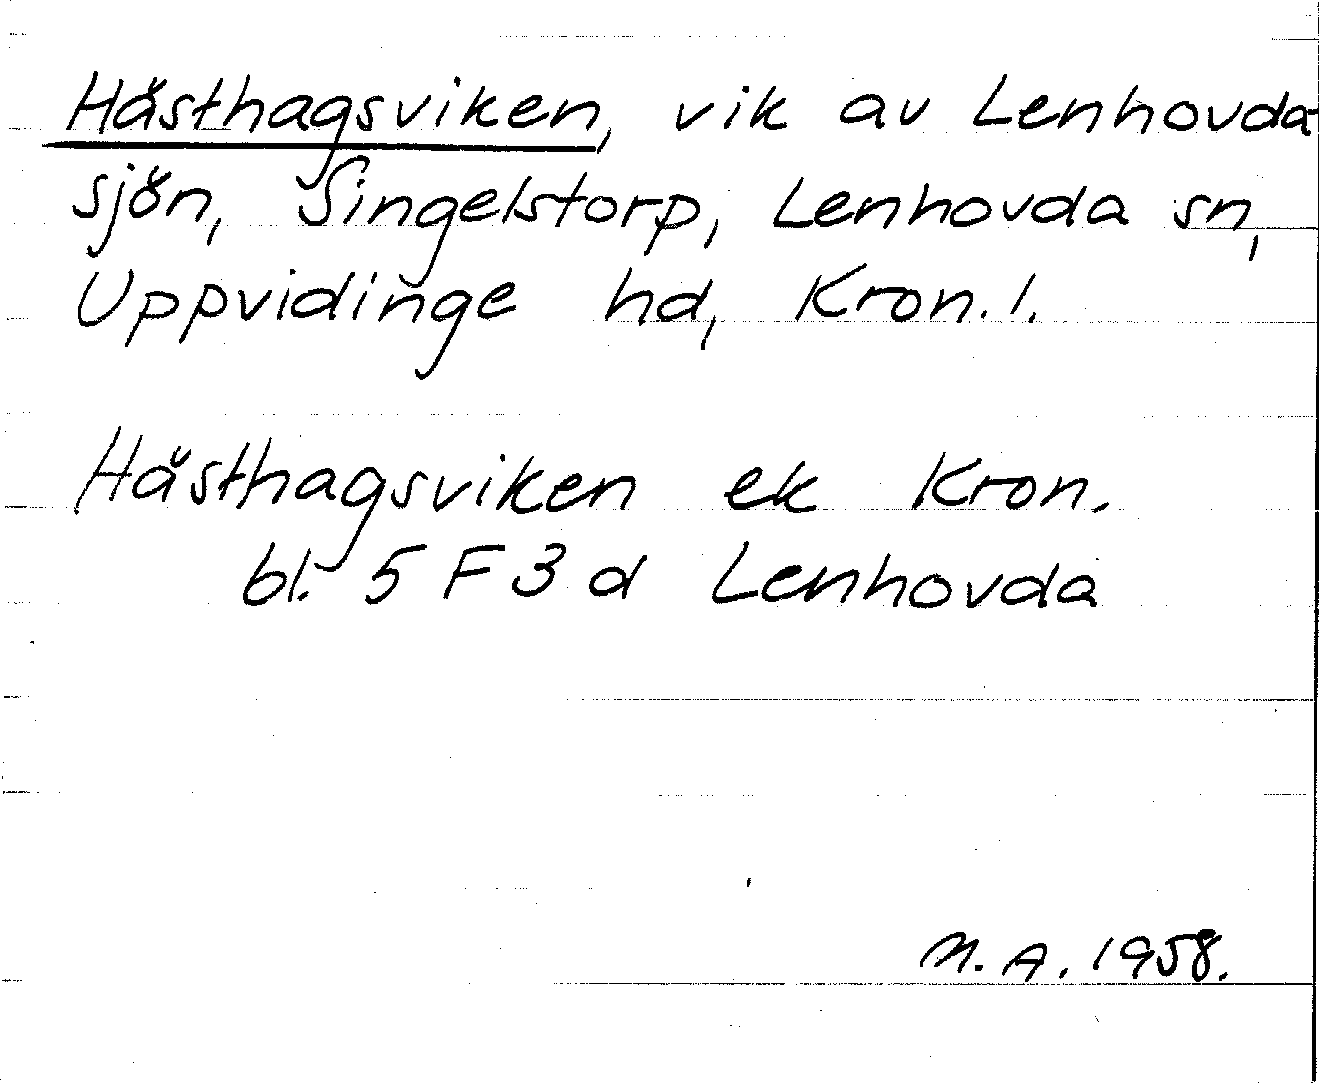 Hästhagsviken, vik av Lenhovda
sjön, Singelstorp, Lenhovda sn,
Uppvidinge hd, Kron. l.
Hästhagsviken ek Kron.
bl. 5 F 3 d Lenhovda
M. A. 1958.